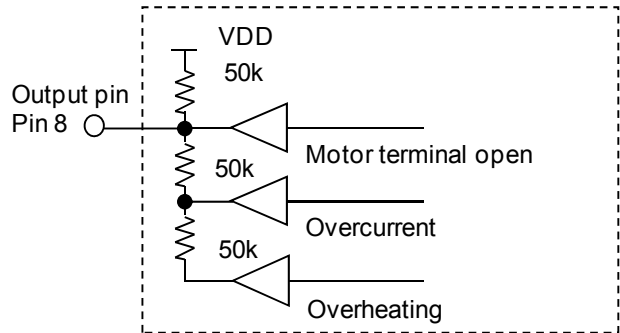 VDD
50k
Output pin
Pin 8
Motor terminal open
50k
Overcurrent
50k
Overheating